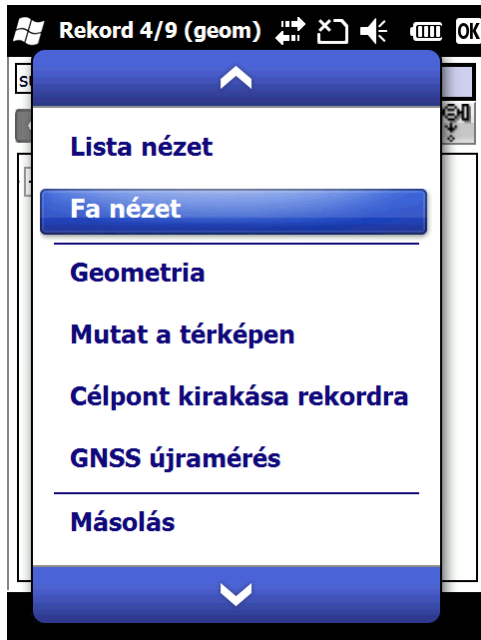 Rekord 4/9 (geom) OK
Lista nézet
Fa nézet
Geometria
Mutat a térképen
Célpont kirakása rekordra
GNSS újramérés
Másolás